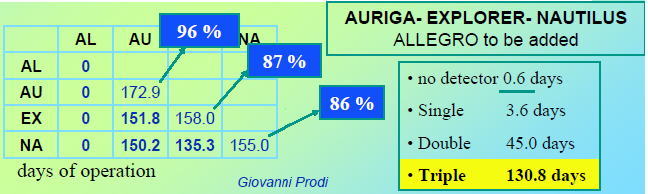 AL AU NA
AL 0
AU 0 172.9
EX 0 151.8 158.0
NA 0 150.2 135.3 155.0
96 %
87 %
86 %
days of operation
Giovanni Prodi
AURIGA- EXPLORER- NAUTILUS
ALLEGRO to be added
• no detector 0.6 days
• Single 3.6 days
• Double 45.0 days
• Triple 130.8 days